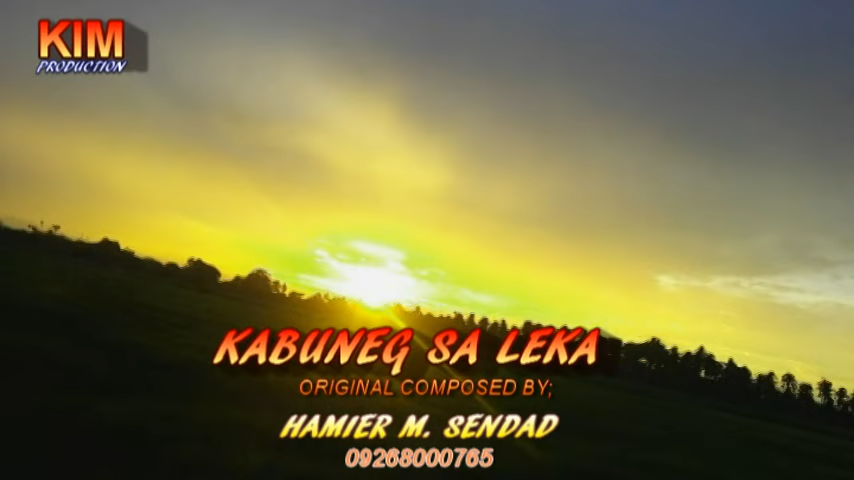 KIM
PRODUCTION
KABUNEG SA LEKA
ORIGINAL COMPOSED BY;
HAMIER M. SENDAD
09268000765